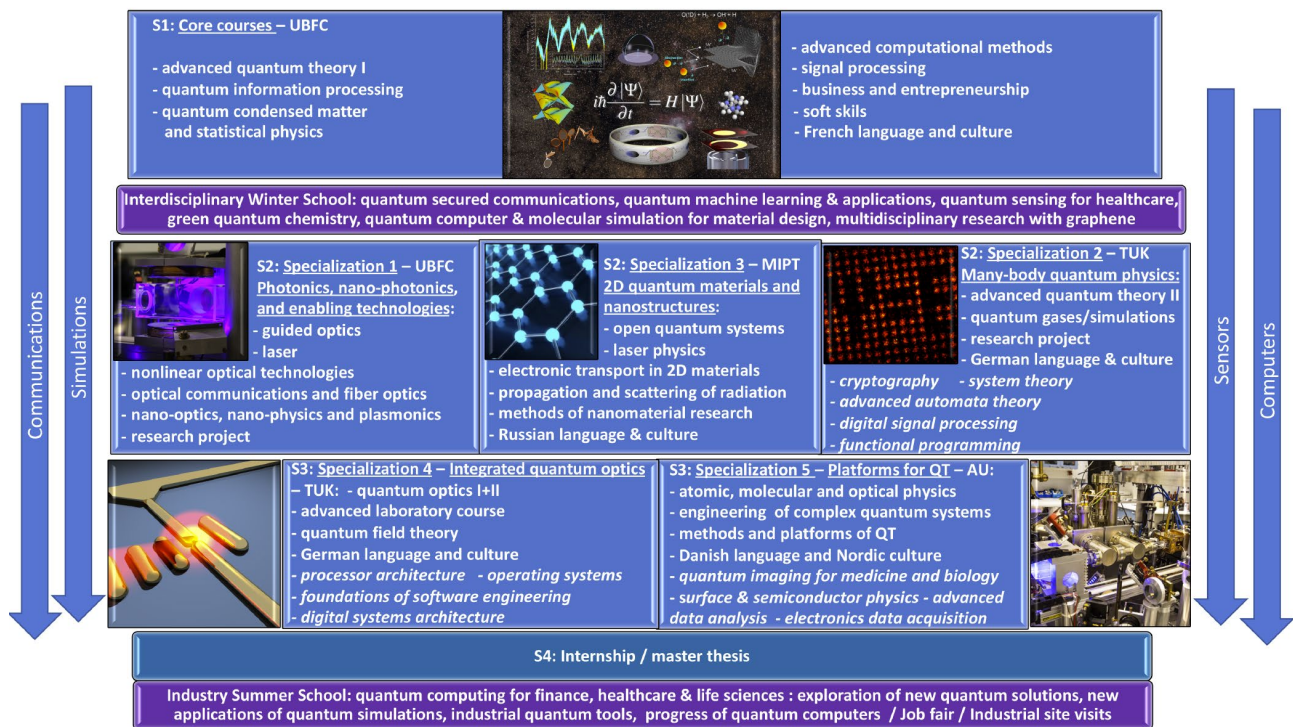 S1: Core courses – UBFC
- advanced quantum theory I
- quantum information processing
- quantum condensed matter
and statistical physics
iħ ∂|Ψ⟩/∂t = H|Ψ⟩
- advanced computational methods
- signal processing
- business and entrepreneurship
- soft skils
- French language and culture
Interdisciplinary Winter School: quantum secured communications, quantum machine learning & applications, quantum sensing for healthcare,
green quantum chemistry, quantum computer & molecular simulation for material design, multidisciplinary research with graphene
Communications
Simulations
S2: Specialization 1 – UBFC
Photonics, nano-photonics,
and enabling technologies:
- guided optics
- laser
- nonlinear optical technologies
- optical communications and fiber optics
- nano-optics, nano-physics and plasmonics
- research project
S2: Specialization 3 – MIPT
2D quantum materials and
nanostructures:
- open quantum systems
- laser physics
- electronic transport in 2D materials
- propagation and scattering of radiation
- methods of nanomaterial research
- Russian language & culture
S2: Specialization 2 – TUK
Many-body quantum physics:
- advanced quantum theory II
- quantum gases/simulations
- research project
- German language & culture
- cryptography - system theory
- advanced automata theory
- digital signal processing
- functional programming
Sensors
Computers
S3: Specialization 4 – Integrated quantum optics
– TUK: - quantum optics I+II
- advanced laboratory course
- quantum field theory
- German language and culture
- processor architecture - operating systems
- foundations of software engineering
- digital systems architecture
S3: Specialization 5 – Platforms for QT – AU:
- atomic, molecular and optical physics
- engineering of complex quantum systems
- methods and platforms of QT
- Danish language and Nordic culture
- quantum imaging for medicine and biology
- surface & semiconductor physics - advanced
data analysis - electronics data acquisition
S4: Internship / master thesis
Industry Summer School: quantum computing for finance, healthcare & life sciences : exploration of new quantum solutions, new
applications of quantum simulations, industrial quantum tools, progress of quantum computers / Job fair / Industrial site visits